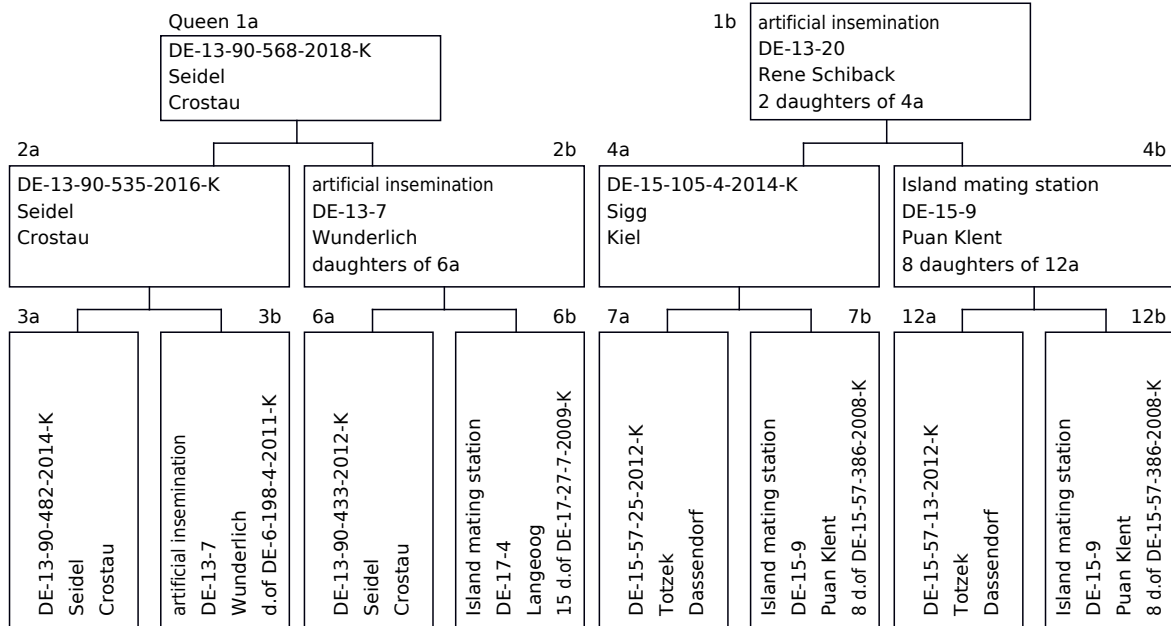 Queen 1a
DE-13-90-568-2018-K
Seidel
Crostau
1b
artificial insemination
DE-13-20
Rene Schiback
2 daughters of 4a
2a
DE-13-90-535-2016-K
Seidel
Crostau
2b
artificial insemination
DE-13-7
Wunderlich
daughters of 6a
4a
DE-15-105-4-2014-K
Sigg
Kiel
4b
Island mating station
DE-15-9
Puan Klent
8 daughters of 12a
3a
DE-13-90-482-2014-K
Seidel
Crostau
3b
artificial insemination
DE-13-7
Wunderlich
d.of DE-6-198-4-2011-K
6a
DE-13-90-433-2012-K
Seidel
Crostau
6b
Island mating station
DE-17-4
Langeoog
15 d.of DE-17-27-7-2009-K
7a
DE-15-57-25-2012-K
Totzek
Dassendorf
7b
Island mating station
DE-15-9
Puan Klent
8 d.of DE-15-57-386-2008-K
12a
DE-15-57-13-2012-K
Totzek
Dassendorf
12b
Island mating station
DE-15-9
Puan Klent
8 d.of DE-15-57-386-2008-K